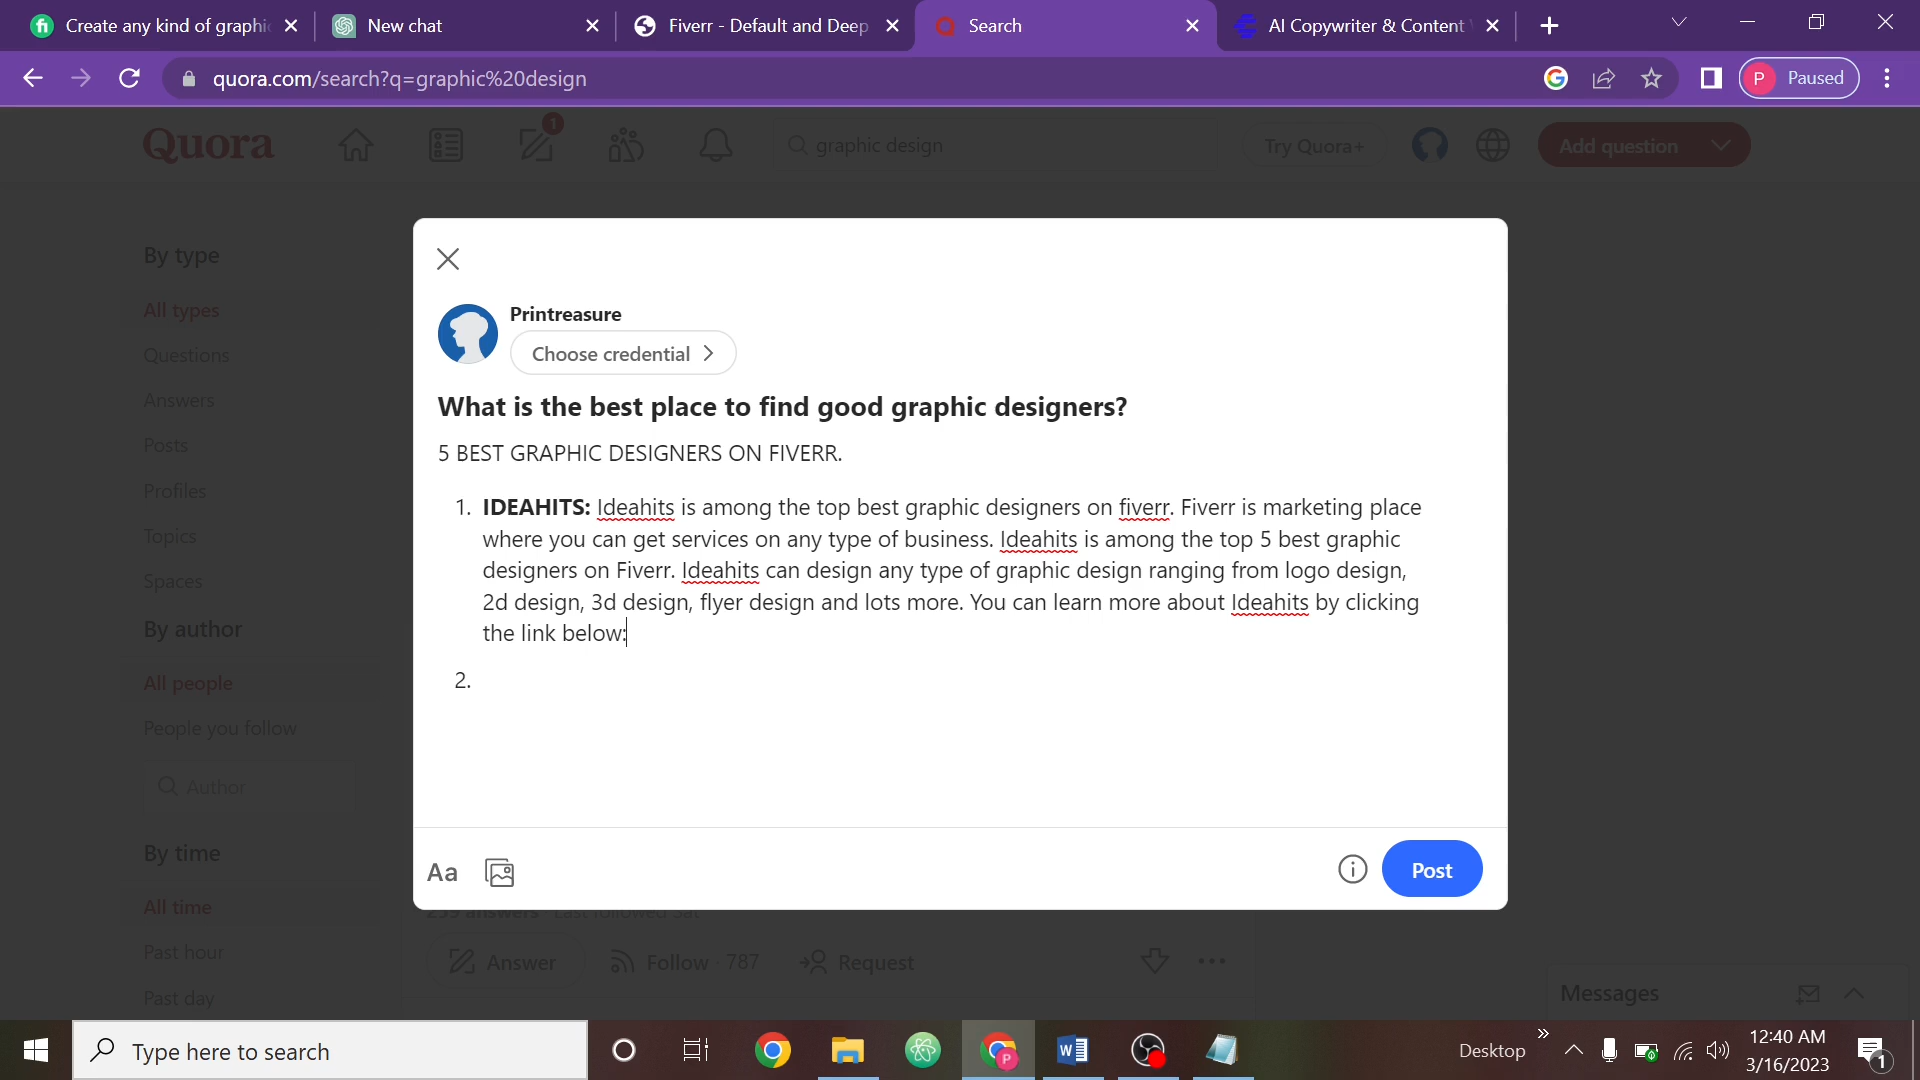 Create any kind of graphi
New chat
Fiverr - Default and Deep
Search
AI Copywriter & Content
quora.com/search?q=graphic%20design
P
Paused
Quora
1
graphic design
Try Quora+
Add question
By type
All types
Questions
Answers
Posts
Profiles
Topics
Spaces
By author
All people
People you follow
Author
By time
All time
Past hour
Past day
Printreasure
Choose credential
What is the best place to find good graphic designers?
5 BEST GRAPHIC DESIGNERS ON FIVERR.
1. IDEAHITS: Ideahits is among the top best graphic designers on fiverr. Fiverr is marketing place
where you can get services on any type of business. Ideahits is among the top 5 best graphic
designers on Fiverr. Ideahits can design any type of graphic design ranging from logo design,
2d design, 3d design, flyer design and lots more. You can learn more about Ideahits by clicking
the link below:
2.
Aa
Post
259 answers Last followed Sat
Answer
Follow · 787
Request
Messages
Type here to search
Desktop
12:40 AM
3/16/2023
1